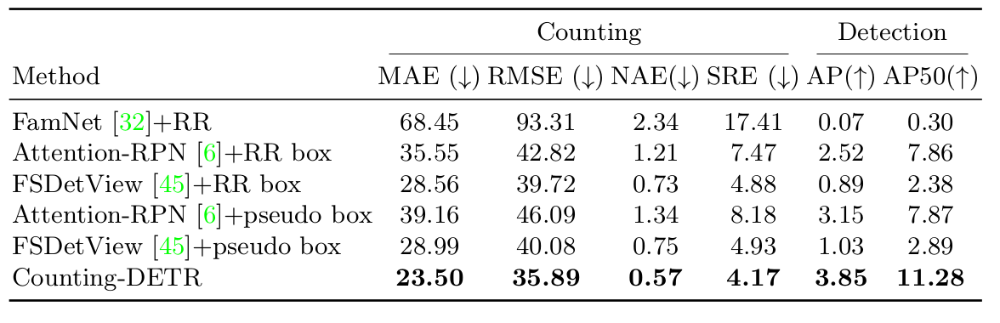 Counting Detection
Method MAE (↓) RMSE (↓) NAE(↓) SRE (↓) AP(↑) AP50(↑)
FamNet [32]+RR 68.45 93.31 2.34 17.41 0.07 0.30
Attention-RPN [6]+RR box 35.55 42.82 1.21 7.47 2.52 7.86
FSDetView [45]+RR box 28.56 39.72 0.73 4.88 0.89 2.38
Attention-RPN [6]+pseudo box 39.16 46.09 1.34 8.18 3.15 7.87
FSDetView [45]+pseudo box 28.99 40.08 0.75 4.93 1.03 2.89
Counting-DETR 23.50 35.89 0.57 4.17 3.85 11.28